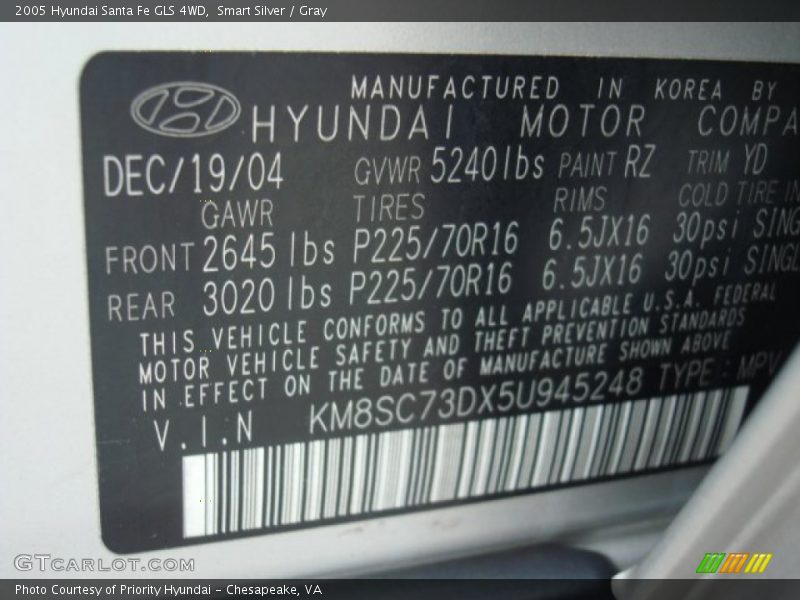 2005 Hyundai Santa Fe GLS 4WD,  Smart Silver / Gray
MANUFACTURED IN KOREA BY
HYUNDAI MOTOR COMPA
DEC/19/04 GVWR 5240lbs PAINT RZ TRIM YD
GAWR TIRES RIMS COLD TIRE IN
FRONT 2645 lbs P225/70R16 6.5JX16 30psi SING
REAR 3020 lbs P225/70R16 6.5JX16 30psi SINGL
THIS VEHICLE CONFORMS TO ALL APPLICABLE U.S.A. FEDERAL
MOTOR VEHICLE SAFETY AND THEFT PREVENTION STANDARDS
IN EFFECT ON THE DATE OF MANUFACTURE SHOWN ABOVE
V.I.N KM8SC73DX5U945248 TYPE : MPV
GTCARLOT.COM
Photo Courtesy of Priority Hyundai - Chesapeake, VA